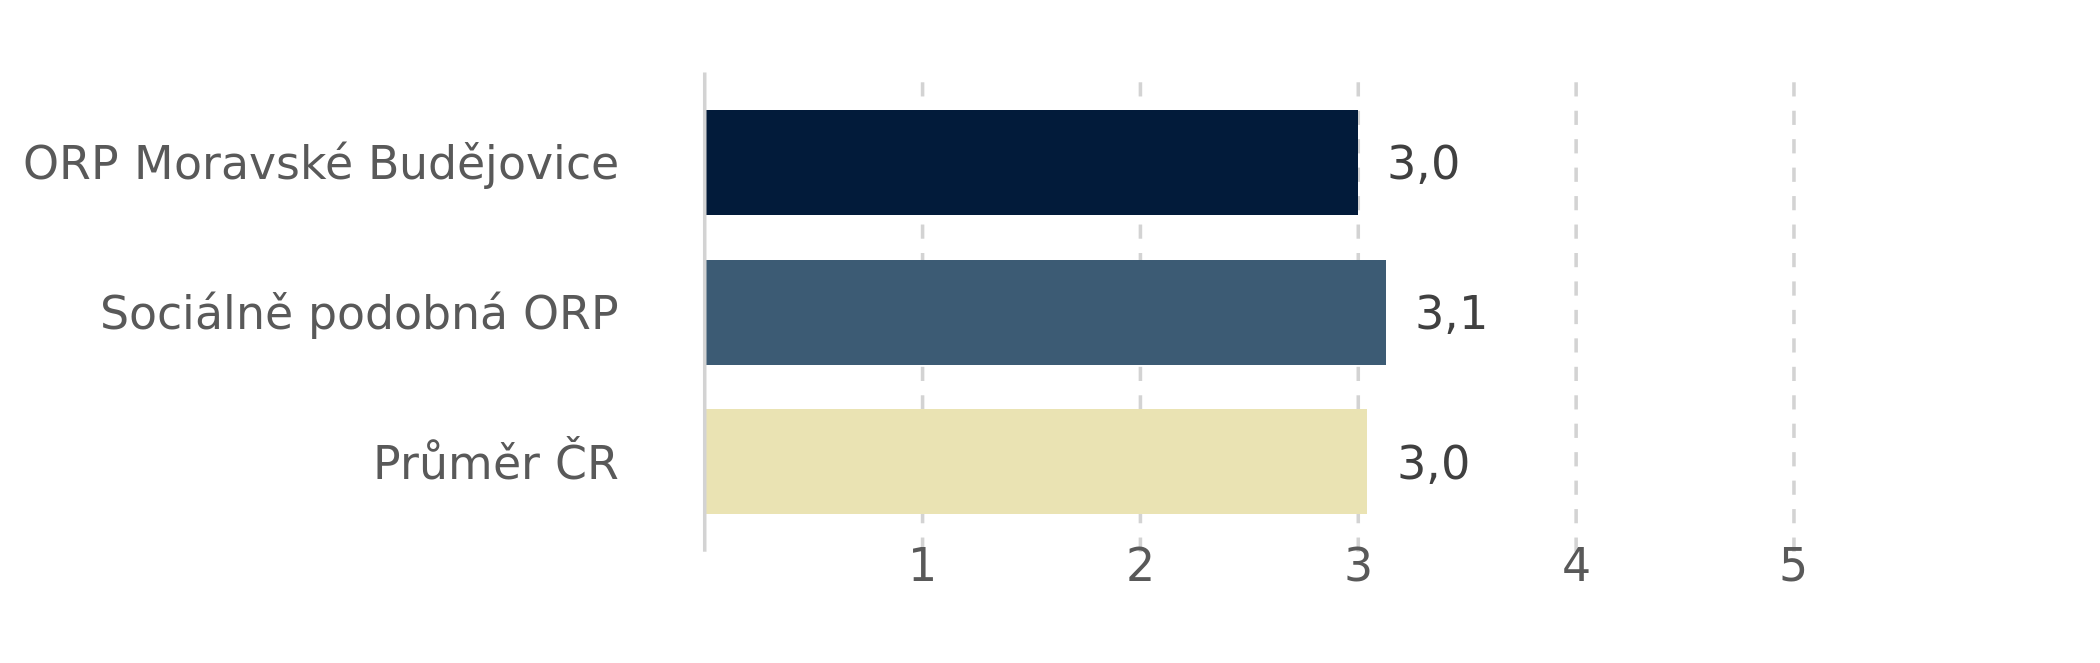 ORP Moravské Budějovice 3,0
Sociálně podobná ORP 3,1
Průměr ČR 3,0
1 2 3 4 5